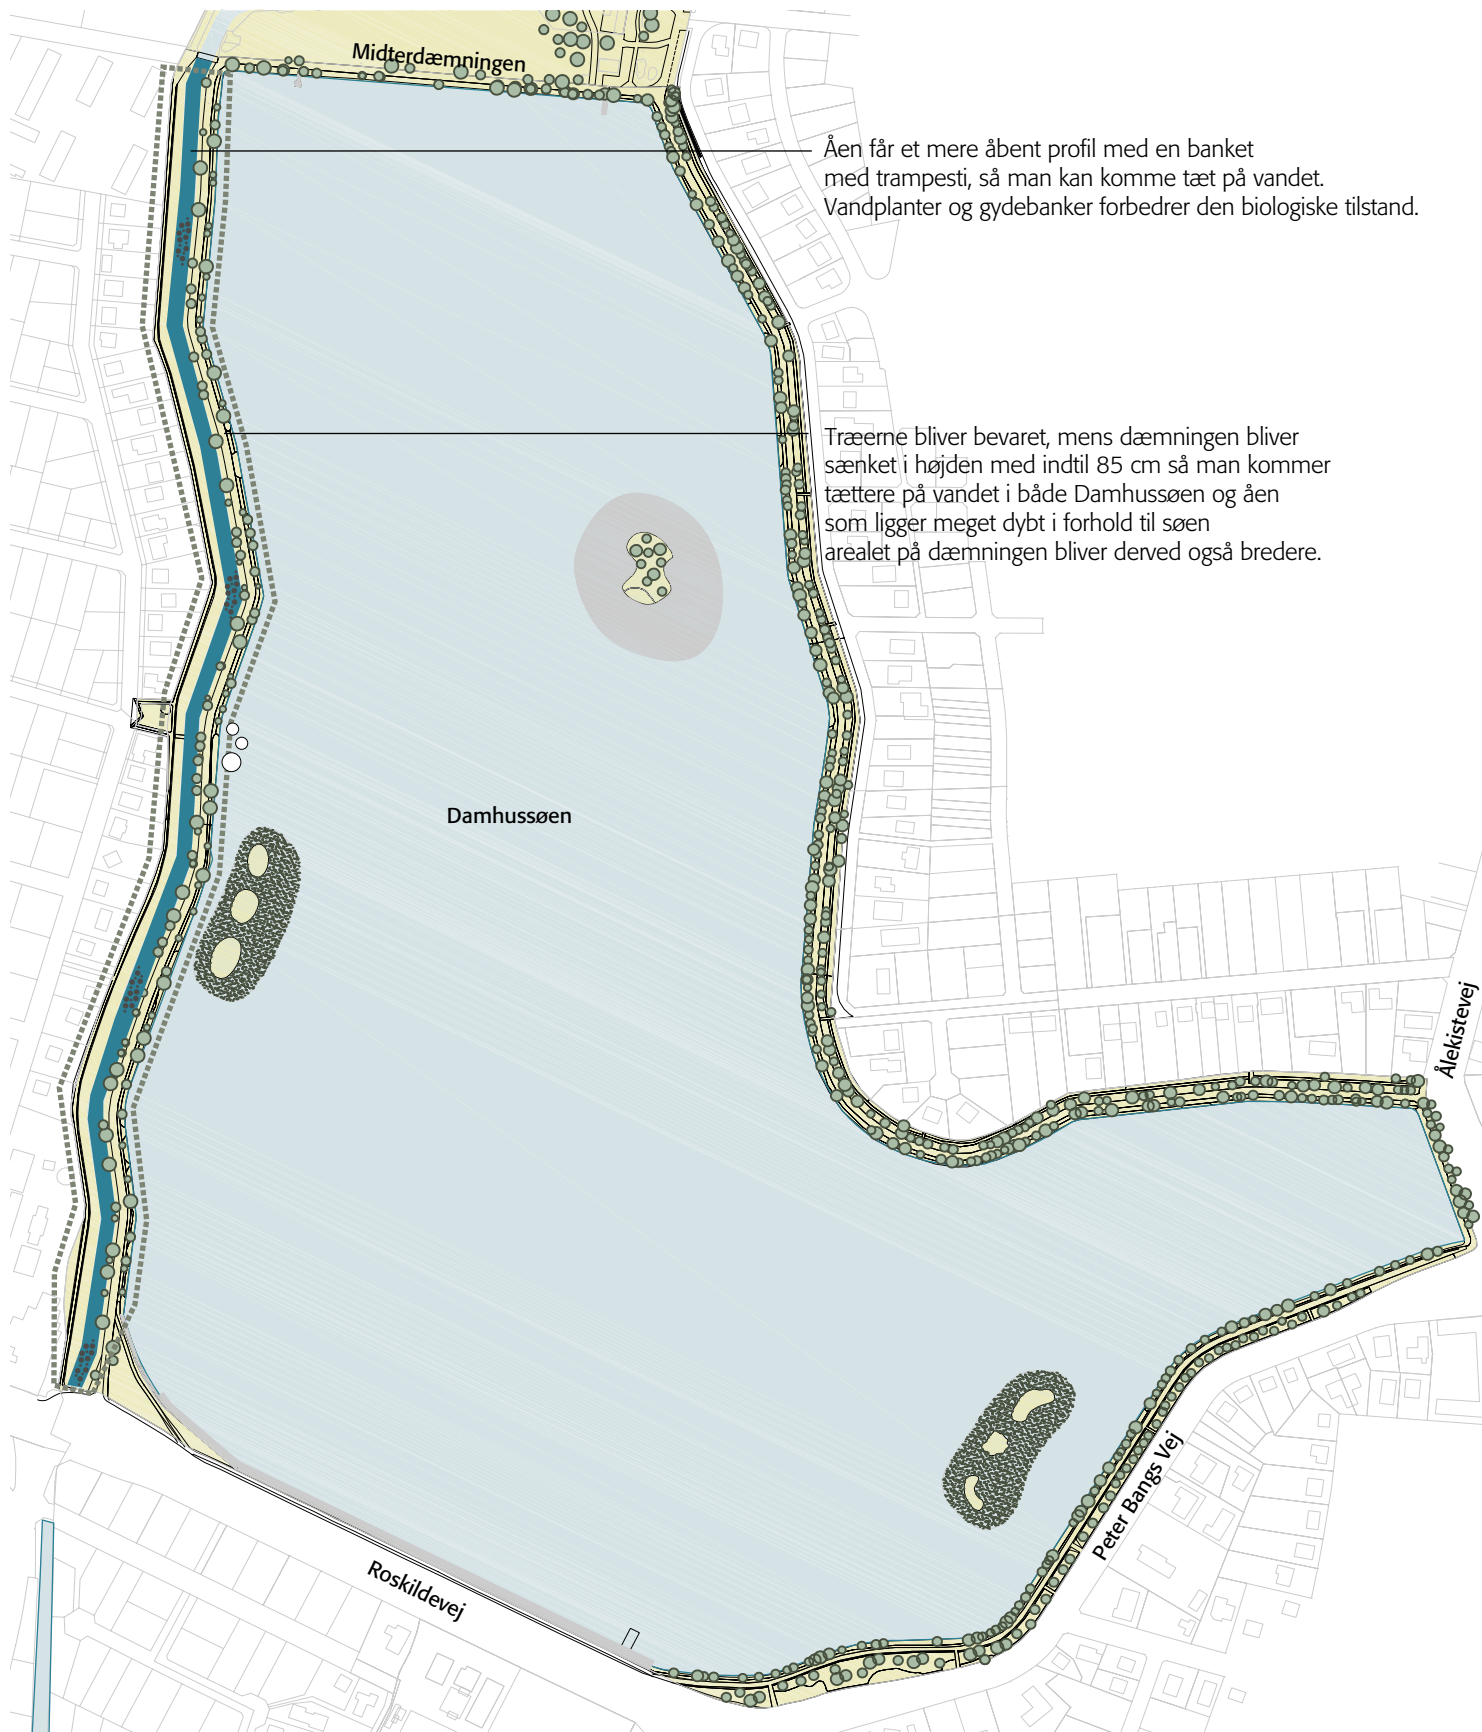 Midterdæmningen
Åen får et mere åbent profil med en banket
med trampesti, så man kan komme tæt på vandet.
Vandplanter og gydebanker forbedrer den biologiske tilstand.
Træerne bliver bevaret, mens dæmningen bliver
sænket i højden med indtil 85 cm så man kommer
tættere på vandet i både Damhussøen og åen
som ligger meget dybt i forhold til søen
arealet på dæmningen bliver derved også bredere.
Damhussøen
Ålekistevej
Peter Bangs Vej
Roskildevej